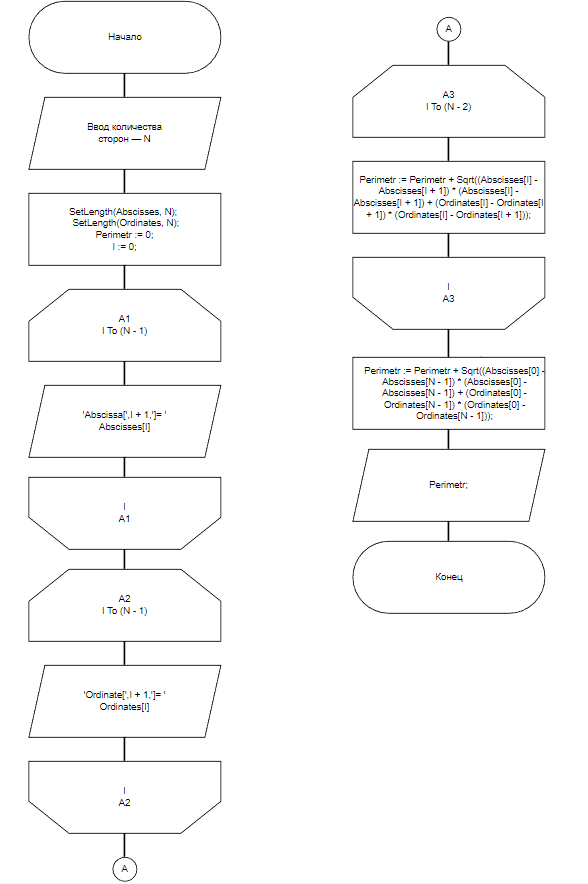 Начало
Ввод количества
сторон — N
SetLength(Abscisses, N);
SetLength(Ordinates, N);
Perimetr := 0;
I := 0;
A1
I To (N - 1)
'Abscissa[',I + 1,']= '
Abscisses[I]
I
A1
A2
I To (N - 1)
'Ordinate[',I + 1,']= '
Ordinates[I]
I
A2
A
A
A3
I To (N - 2)
Perimetr := Perimetr + Sqrt((Abscisses[I] -
Abscisses[I + 1]) * (Abscisses[I] -
Abscisses[I + 1]) + (Ordinates[I] - Ordinates[I
+ 1]) * (Ordinates[I] - Ordinates[I + 1]));
I
A3
Perimetr := Perimetr + Sqrt((Abscisses[0] -
Abscisses[N - 1]) * (Abscisses[0] -
Abscisses[N - 1]) + (Ordinates[0] -
Ordinates[N - 1]) * (Ordinates[0] -
Ordinates[N - 1]));
Perimetr;
Конец